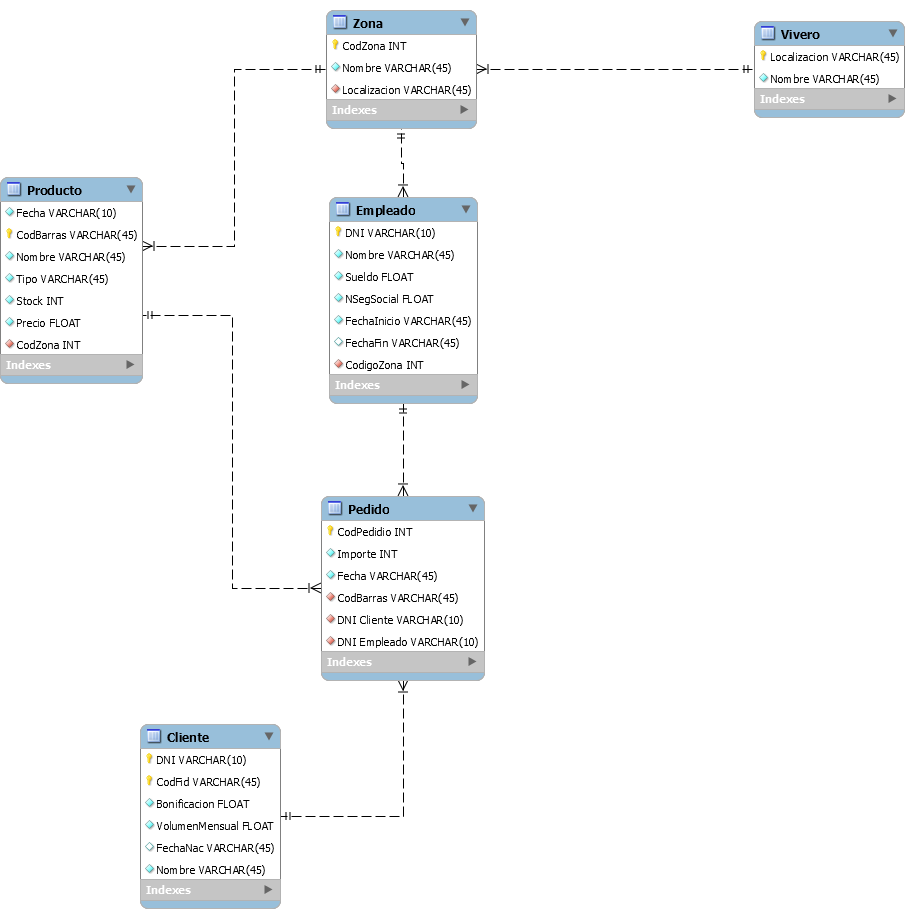 Zona
CodZona INT
Nombre VARCHAR(45)
Localizacion VARCHAR(45)
Indexes
Vivero
Localizacion VARCHAR(45)
Nombre VARCHAR(45)
Indexes
Producto
Fecha VARCHAR(10)
CodBarras VARCHAR(45)
Nombre VARCHAR(45)
Tipo VARCHAR(45)
Stock INT
Precio FLOAT
CodZona INT
Indexes
Empleado
DNI VARCHAR(10)
Nombre VARCHAR(45)
Sueldo FLOAT
NSegSocial FLOAT
FechaInicio VARCHAR(45)
FechaFin VARCHAR(45)
CodigoZona INT
Indexes
Pedido
CodPedidio INT
Importe INT
Fecha VARCHAR(45)
CodBarras VARCHAR(45)
DNI Cliente VARCHAR(10)
DNI Empleado VARCHAR(10)
Indexes
Cliente
DNI VARCHAR(10)
CodFid VARCHAR(45)
Bonificacion FLOAT
VolumenMensual FLOAT
FechaNac VARCHAR(45)
Nombre VARCHAR(45)
Indexes